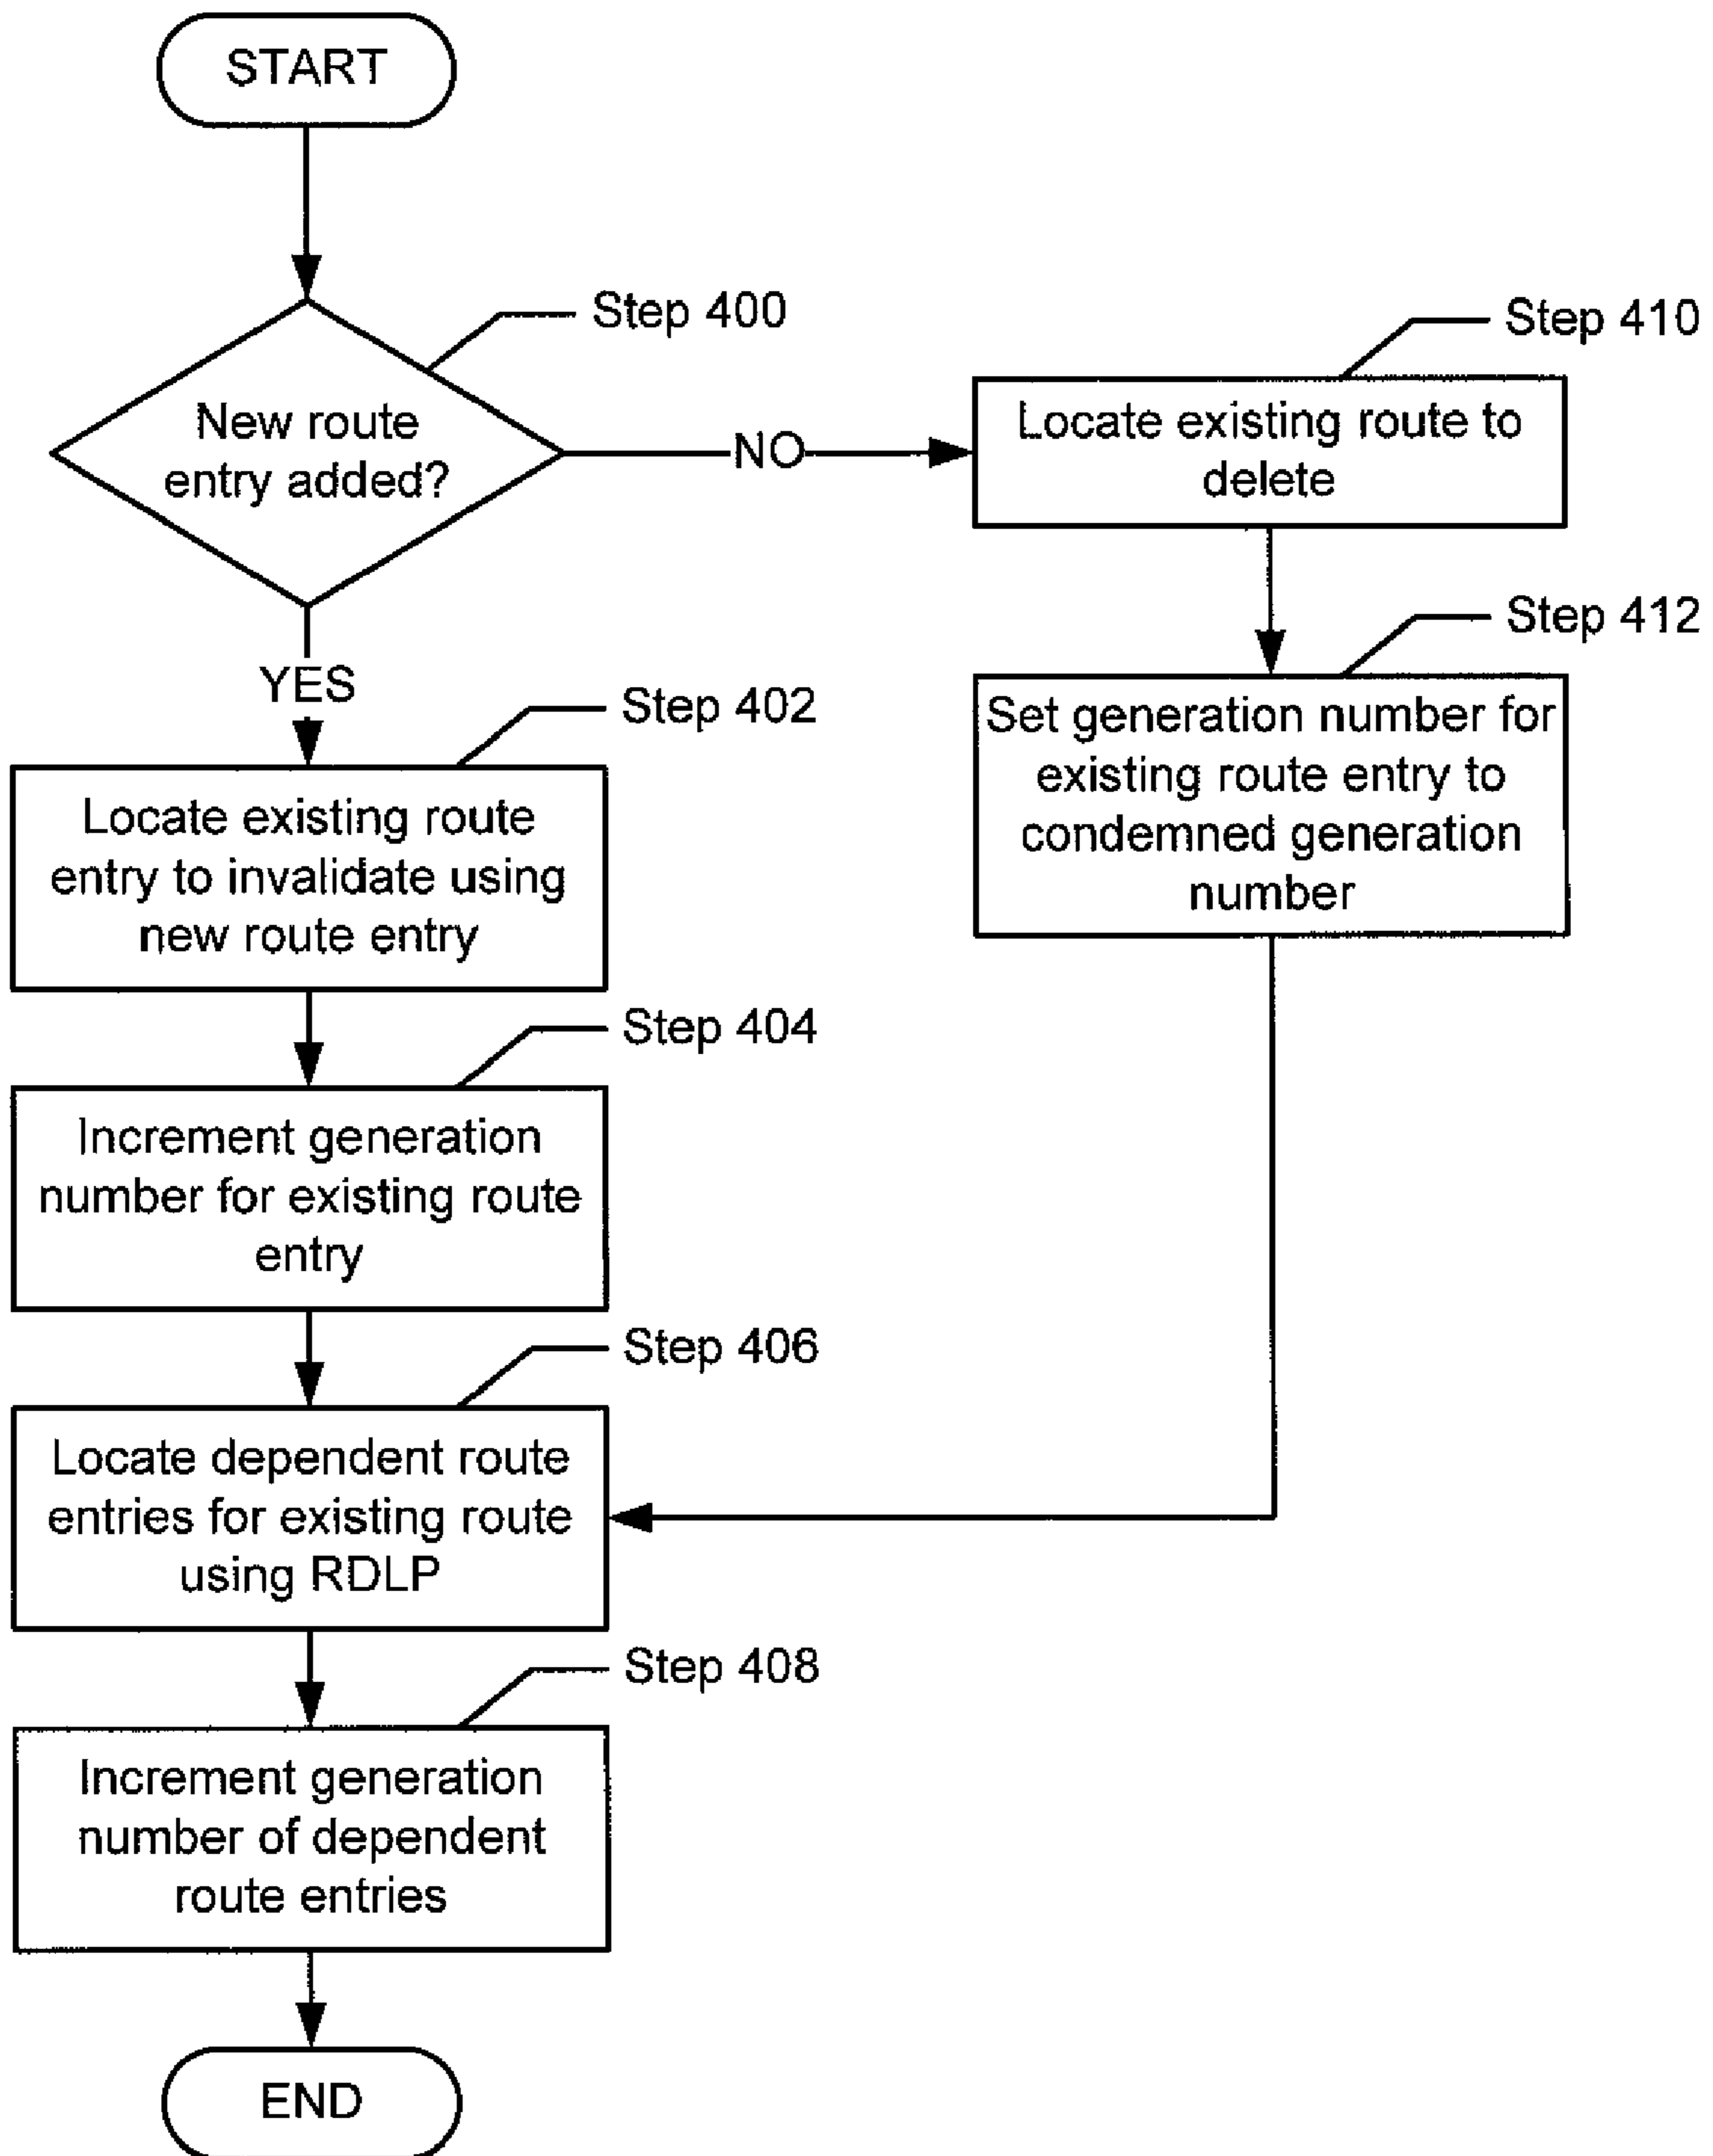 START
Step 400
New route
entry added?
NO
YES
Step 410
Locate existing route to
delete
Step 412
Set generation number for
existing route entry to
condemned generation
number
Step 402
Locate existing route
entry to invalidate using
new route entry
Step 404
Increment generation
number for existing route
entry
Step 406
Locate dependent route
entries for existing route
using RDLP
Step 408
Increment generation
number of dependent
route entries
END